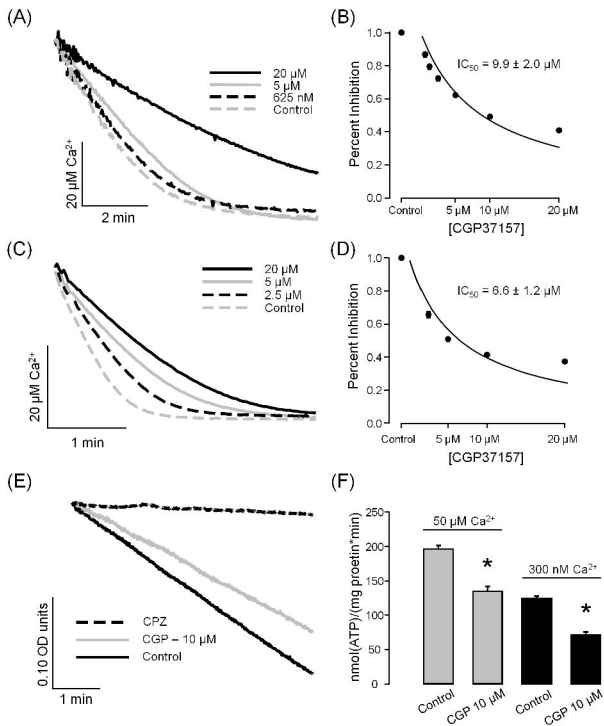 (A)
20 µM
5 µM
625 nM
Control
20 µM Ca2+
2 min
(B)
Percent Inhibition
1.0
0.8
0.6
0.4
0.2
0.0
IC50 = 9.9 ± 2.0 µM
Control
5 µM
10 µM
20 µM
[CGP37157]
(C)
20 µM
5 µM
2.5 µM
Control
20 µM Ca2+
1 min
(D)
Percent Inhibition
1.0
0.8
0.6
0.4
0.2
0.0
IC50 = 6.6 ± 1.2 µM
Control
5 µM
10 µM
20 µM
[CGP37157]
(E)
0.10 OD units
CPZ
CGP – 10 µM
Control
1 min
(F)
nmol(ATP)/(mg proetin*min)
250
200
150
100
50
0
50 µM Ca2+
*
300 nM Ca2+
*
Control
CGP 10 µM
Control
CGP 10 µM